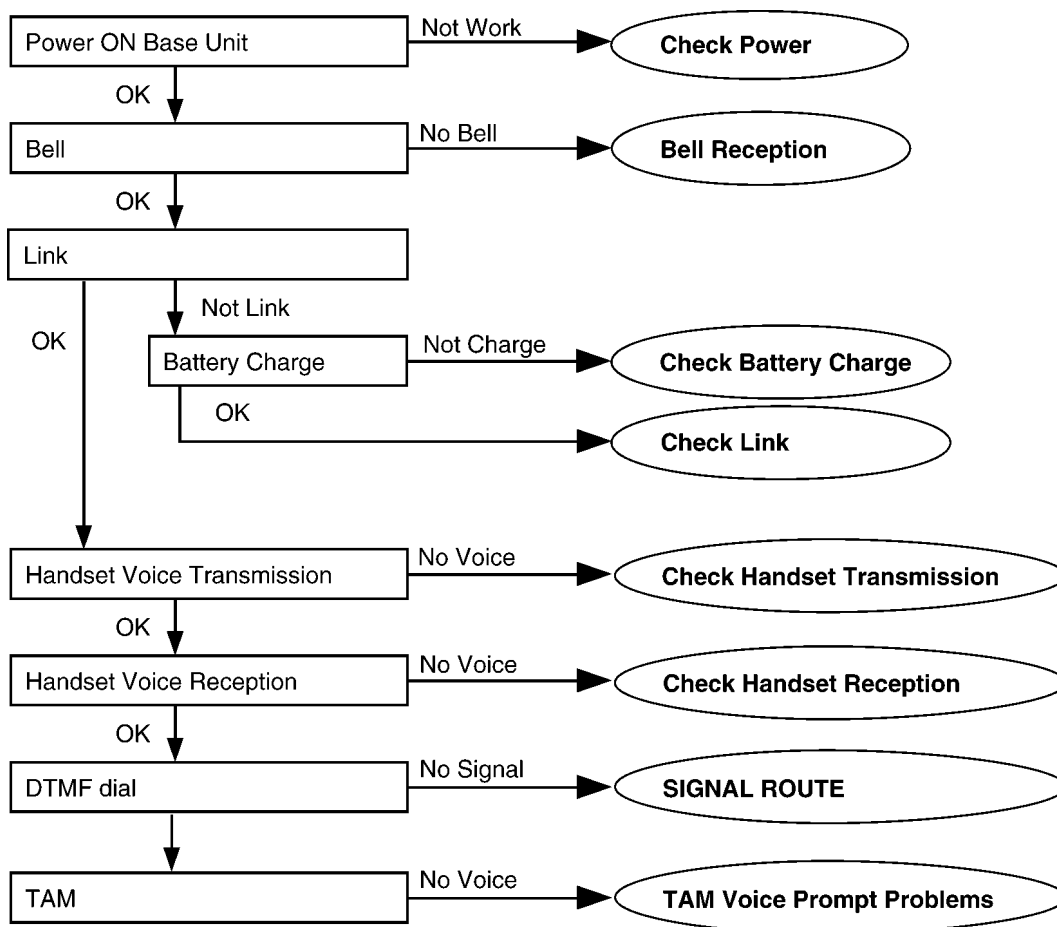 Power ON Base Unit
Not Work
Check Power
OK
Bell
No Bell
Bell Reception
OK
Link
Not Link
OK
Battery Charge
Not Charge
Check Battery Charge
OK
Check Link
Handset Voice Transmission
No Voice
Check Handset Transmission
OK
Handset Voice Reception
No Voice
Check Handset Reception
OK
DTMF dial
No Signal
SIGNAL ROUTE
TAM
No Voice
TAM Voice Prompt Problems